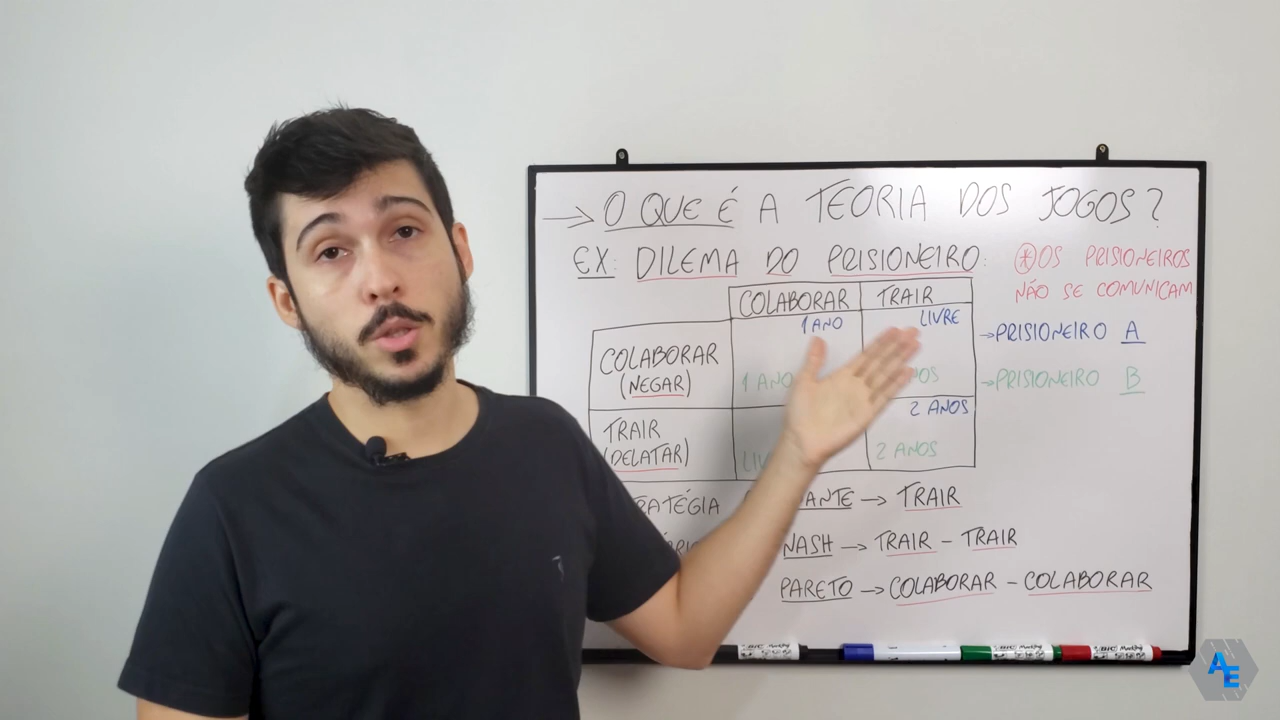 → O QUE É A TEORIA DOS JOGOS?
EX: DILEMA DO PRISIONEIRO:
* OS PRISIONEIROS
NÃO SE COMUNICAM
COLABORAR TRAIR
1 ANO LIVRE
→ PRISIONEIRO A
COLABORAR
(NEGAR)
1 ANO
→ PRISIONEIRO B
2 ANOS
TRAIR
(DELATAR)
2 ANOS
→ TRAIR
NASH → TRAIR - TRAIR
PARETO → COLABORAR - COLABORAR
AE